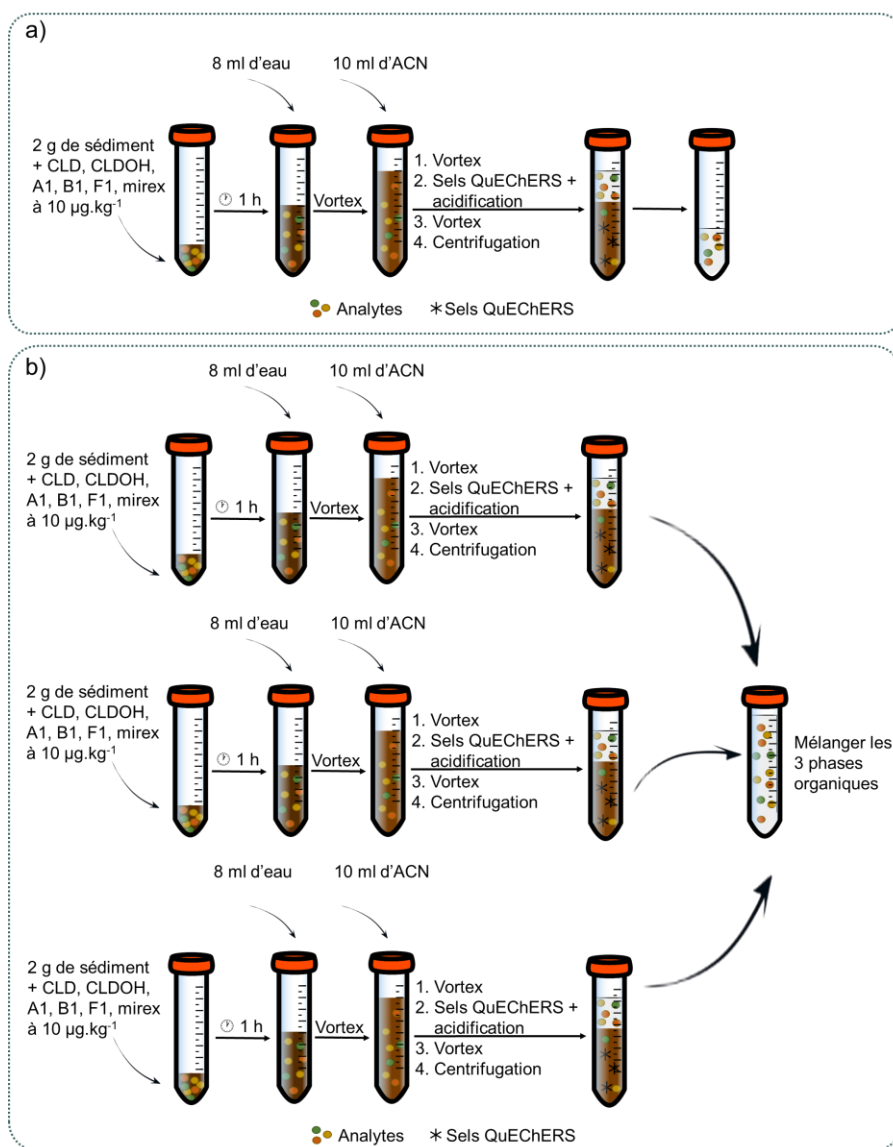 a)
8 ml d'eau
10 ml d'ACN
2 g de sédiment
+ CLD, CLDOH,
A1, B1, F1, mirex
à 10 µg.kg⁻¹
1 h
Vortex
1. Vortex
2. Sels QuEChERS +
acidification
3. Vortex
4. Centrifugation
Analytes
Sels QuEChERS
b)
8 ml d'eau
10 ml d'ACN
2 g de sédiment
+ CLD, CLDOH,
A1, B1, F1, mirex
à 10 µg.kg⁻¹
1 h
Vortex
1. Vortex
2. Sels QuEChERS +
acidification
3. Vortex
4. Centrifugation
8 ml d'eau
10 ml d'ACN
2 g de sédiment
+ CLD, CLDOH,
A1, B1, F1, mirex
à 10 µg.kg⁻¹
1 h
Vortex
1. Vortex
2. Sels QuEChERS +
acidification
3. Vortex
4. Centrifugation
Mélanger les
3 phases
organiques
8 ml d'eau
10 ml d'ACN
2 g de sédiment
+ CLD, CLDOH,
A1, B1, F1, mirex
à 10 µg.kg⁻¹
1 h
Vortex
1. Vortex
2. Sels QuEChERS +
acidification
3. Vortex
4. Centrifugation
Analytes
Sels QuEChERS